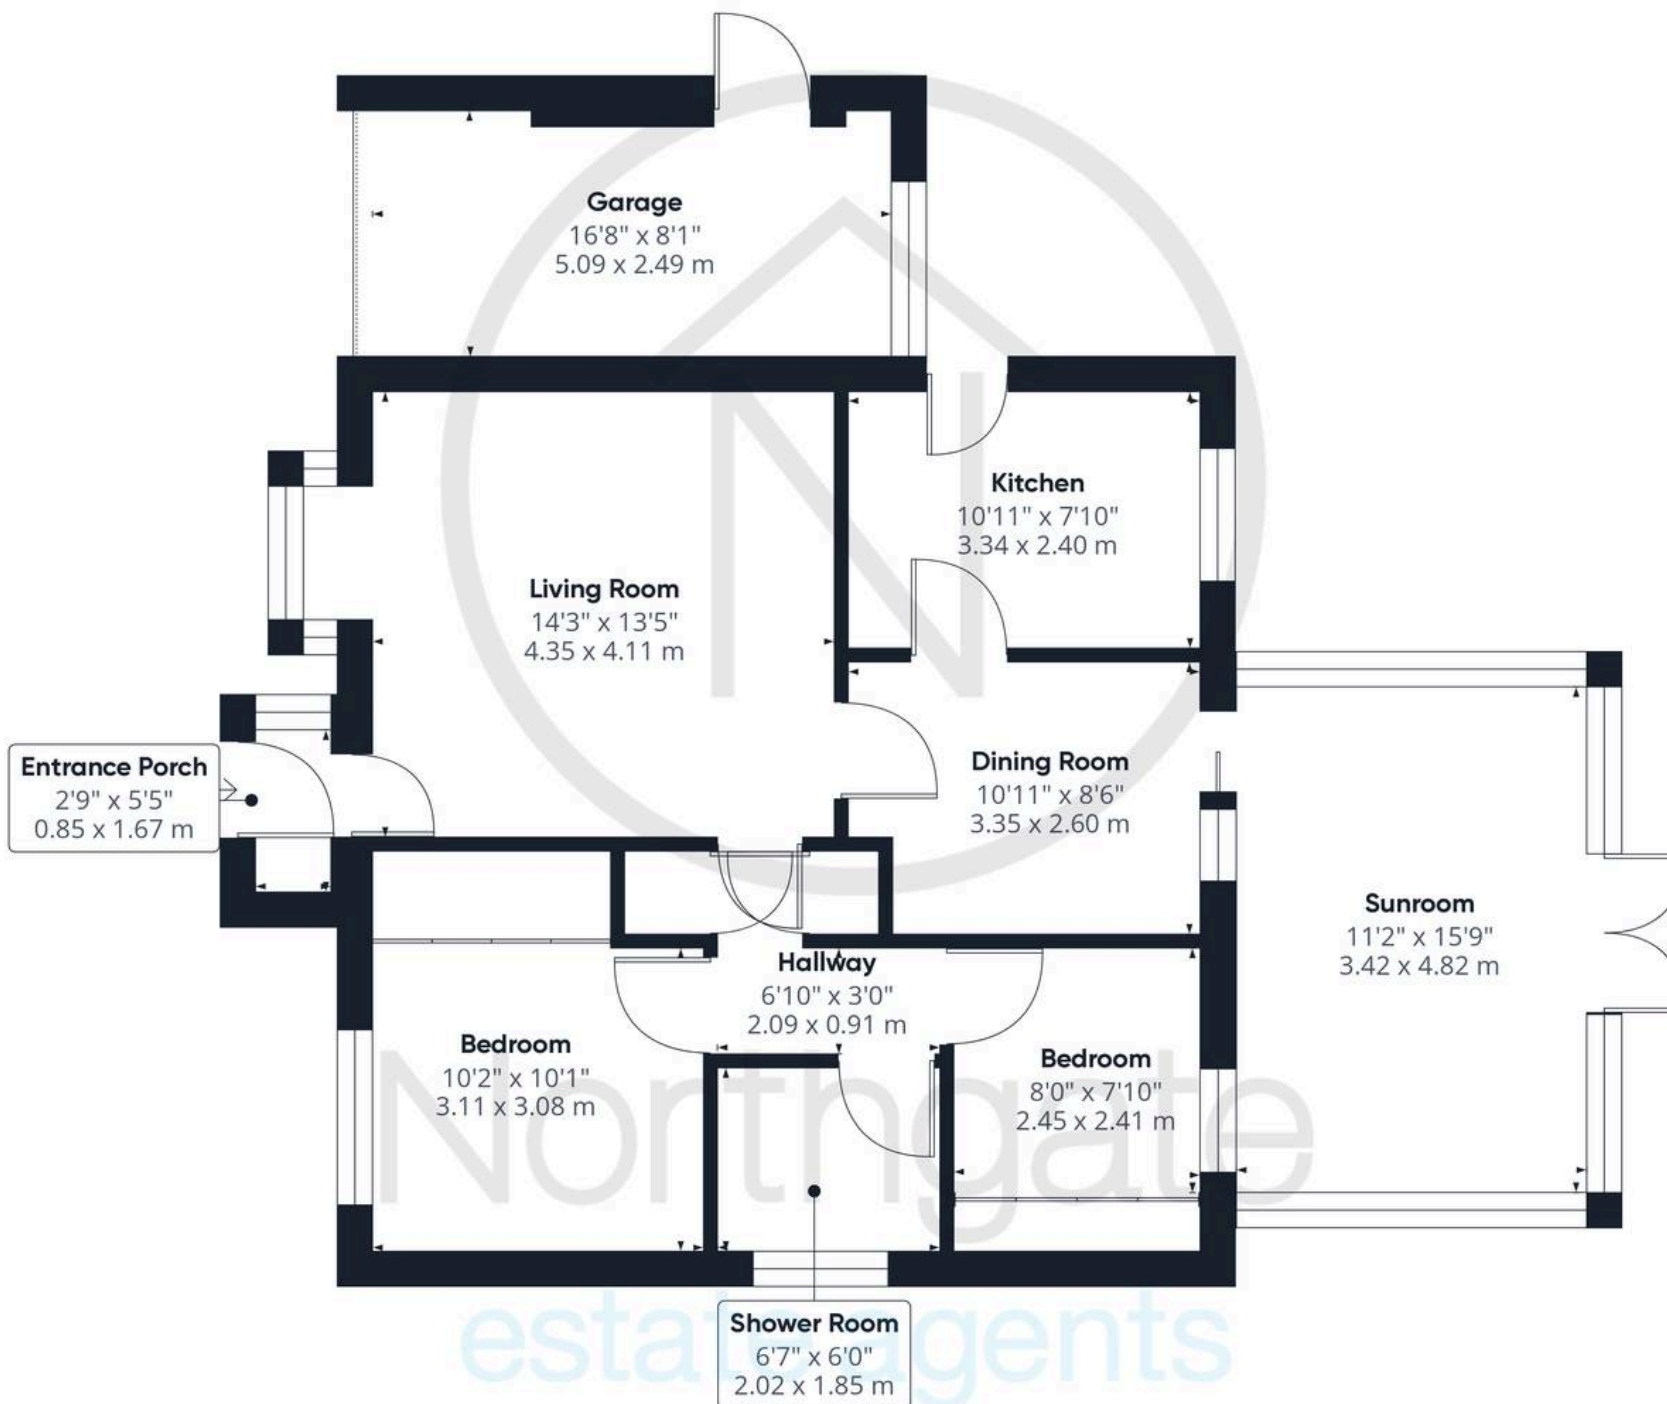 Garage
16'8" x 8'1"
5.09 x 2.49 m
Kitchen
10'11" x 7'10"
3.34 x 2.40 m
Living Room
14'3" x 13'5"
4.35 x 4.11 m
Entrance Porch
2'9" x 5'5"
0.85 x 1.67 m
Dining Room
10'11" x 8'6"
3.35 x 2.60 m
Sunroom
11'2" x 15'9"
3.42 x 4.82 m
Hallway
6'10" x 3'0"
2.09 x 0.91 m
Bedroom
10'2" x 10'1"
3.11 x 3.08 m
Bedroom
8'0" x 7'10"
2.45 x 2.41 m
Shower Room
6'7" x 6'0"
2.02 x 1.85 m
N
Northgate
estate agents